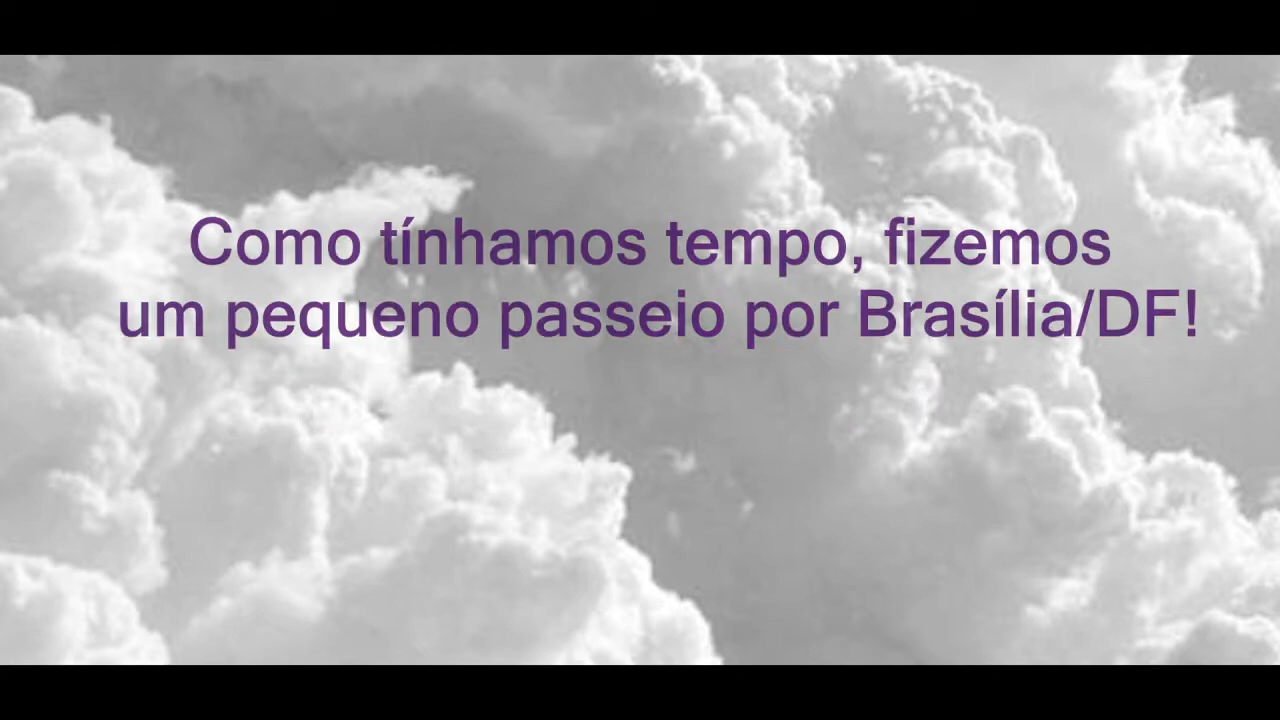 Como tínhamos tempo, fizemos
um pequeno passeio por Brasília/DF!